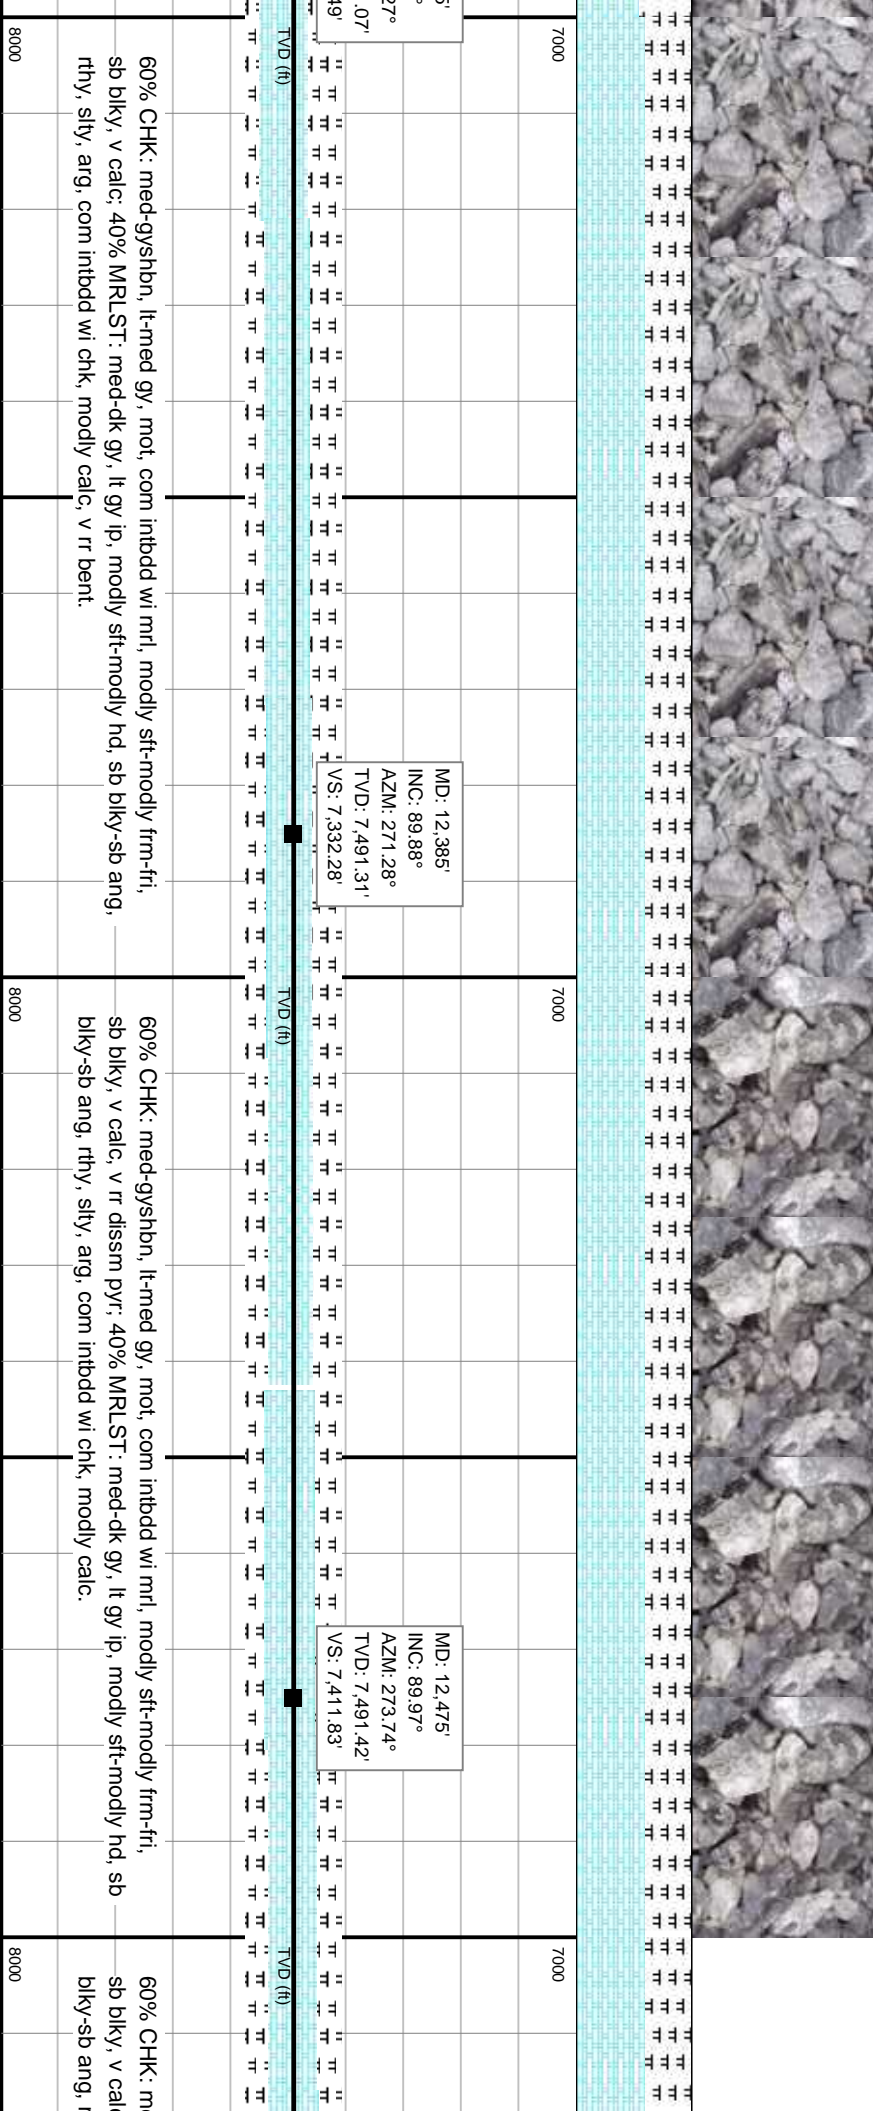 5'
°
27°
.07'
49'
7000
TVD (ft)
8000
60% CHK: med-gyshbn, lt-med gy, mot, com intbdd wi mrl, modly sft-modly frm-fri,
sb blky, v calc; 40% MRLST: med-dk gy, lt gy ip, modly sft-modly hd, sb blky-sb ang,
rthy, slty, arg, com intbdd wi chk, modly calc, v rr bent.
MD: 12,385'
INC: 89.88°
AZM: 271.28°
TVD: 7,491.31'
VS: 7,332.28'
7000
TVD (ft)
8000
60% CHK: med-gyshbn, lt-med gy, mot, com intbdd wi mrl, modly sft-modly frm-fri,
sb blky, v calc, v rr dissm pyr; 40% MRLST: med-dk gy, lt gy ip, modly sft-modly hd, sb
blky-sb ang, rthy, slty, arg, com intbdd wi chk, modly calc.
MD: 12,475'
INC: 89.97°
AZM: 273.74°
TVD: 7,491.42'
VS: 7,411.83'
7000
TVD (ft)
8000
60% CHK: me
sb blky, v calc
blky-sb ang, r